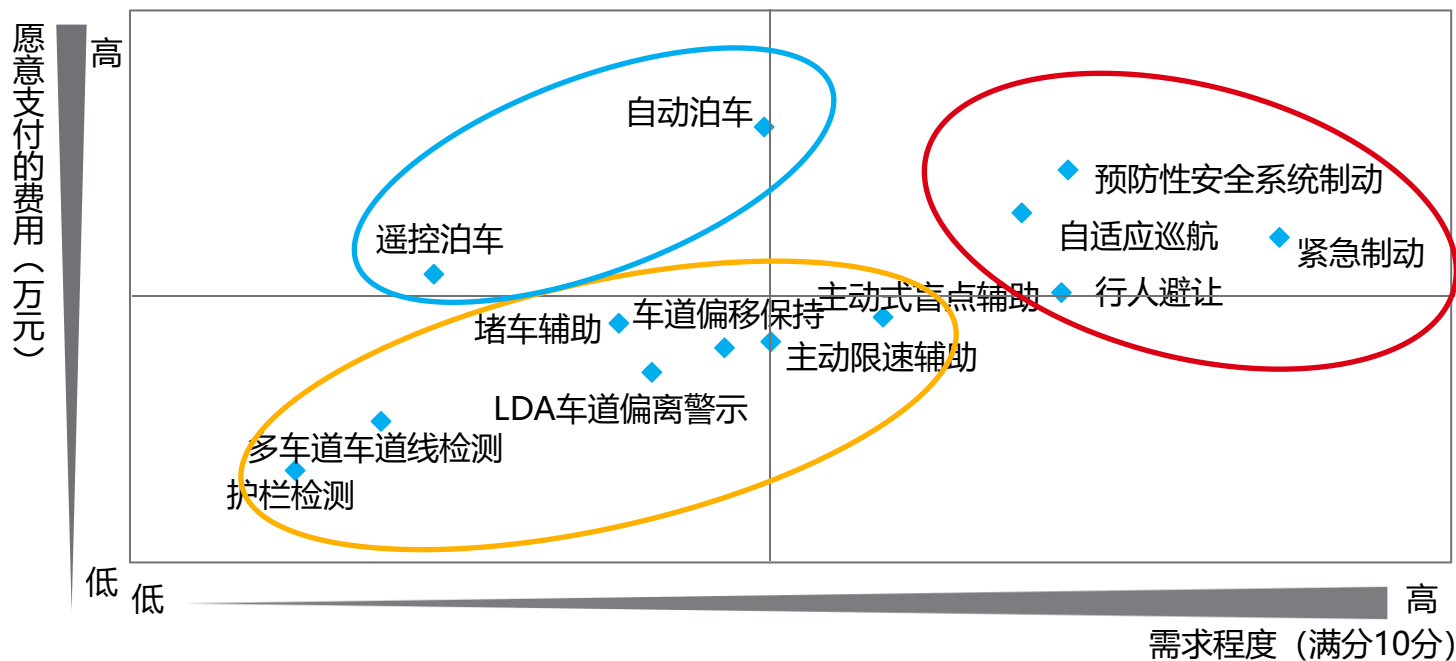 愿意支付的费用（万元）
高
自动泊车
预防性安全系统制动
遥控泊车
自适应巡航
紧急制动
主动式盲点辅助
行人避让
堵车辅助
车道偏移保持
主动限速辅助
LDA车道偏离警示
多车道车道线检测
护栏检测
低
低
高
需求程度（满分10分）